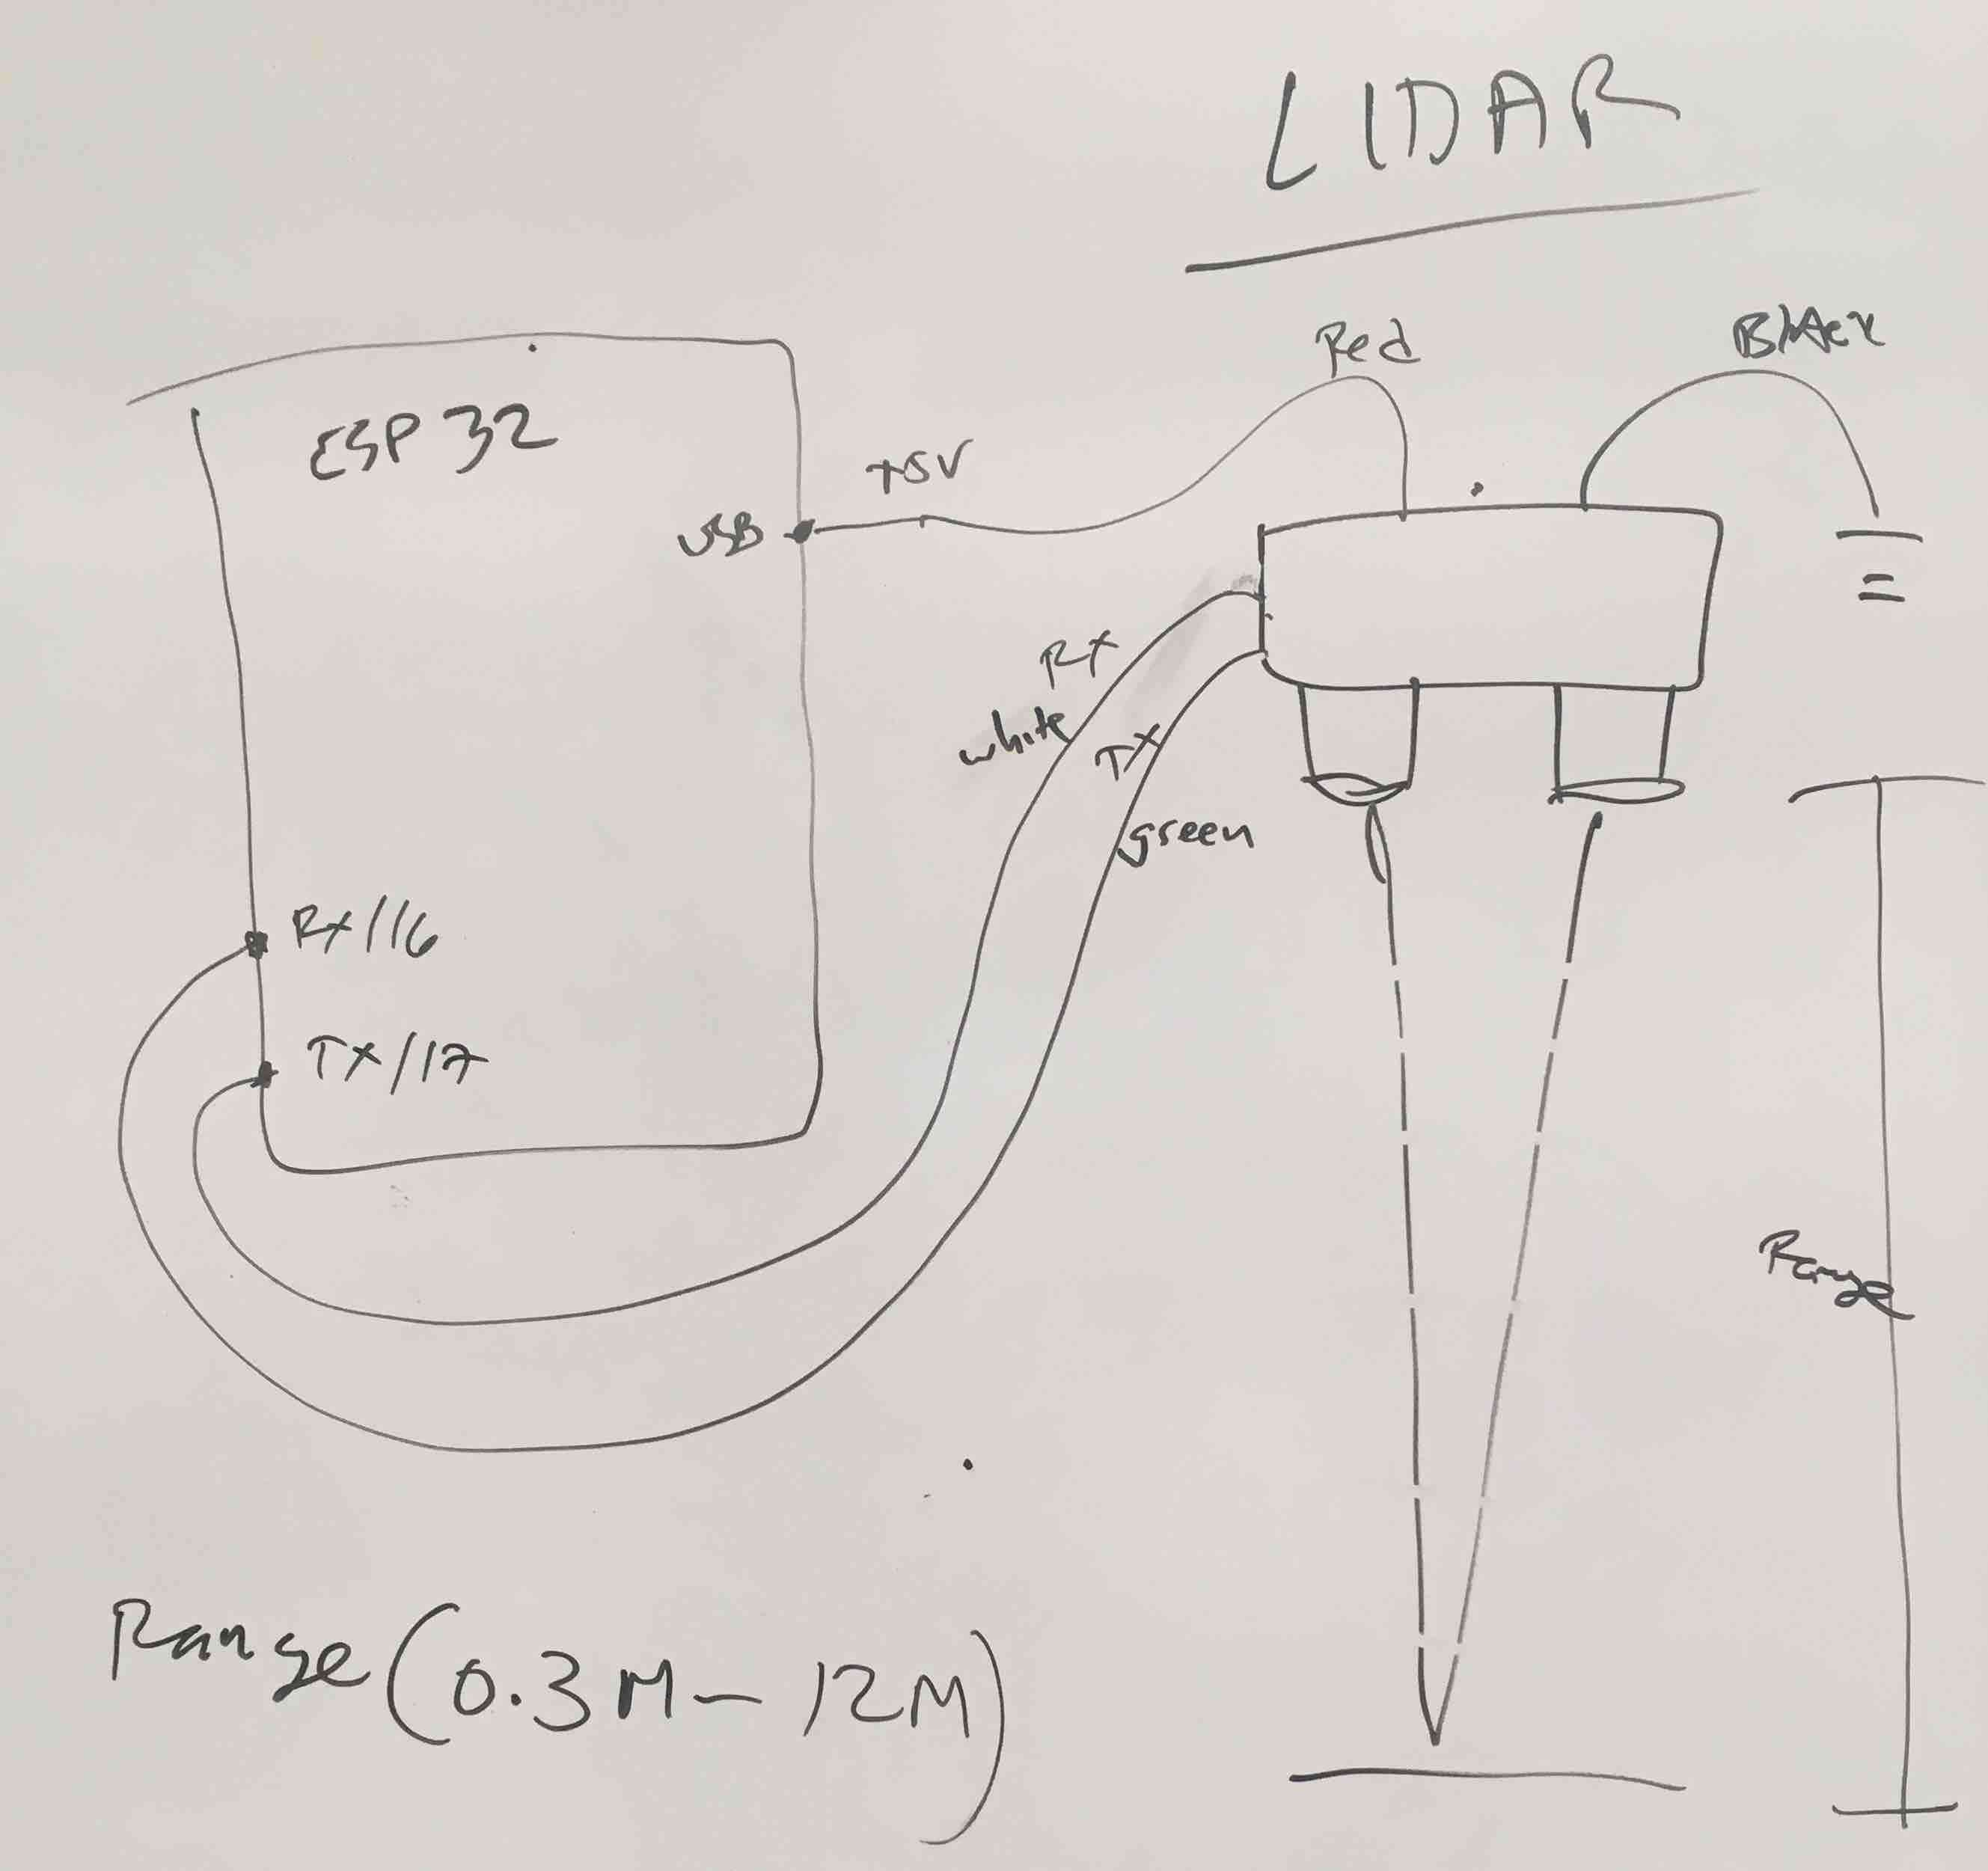 LIDAR
Red
Black
ESP 32
+5V
USB
Rx
white
Tx
green
Rx/16
TX/17
Range
Range (0.3M - 12M)